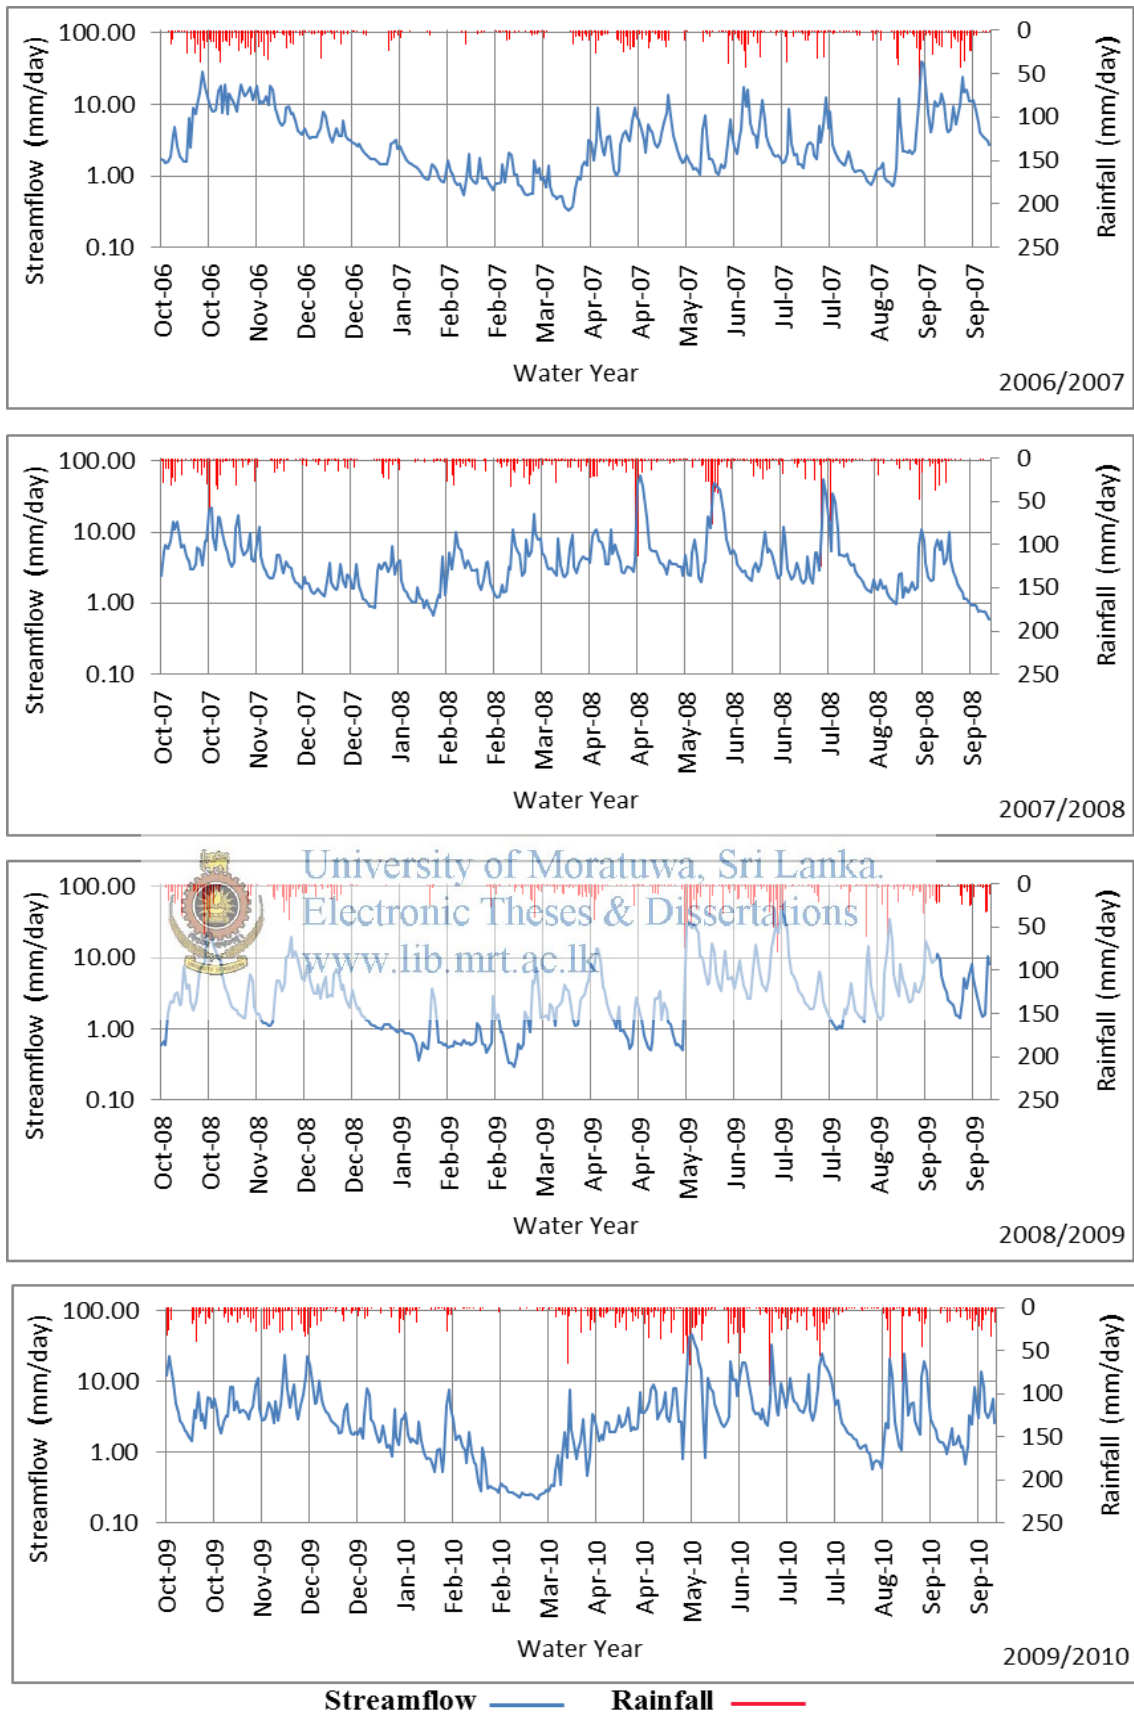 100.00
10.00
1.00
0.10
Streamflow (mm/day)
0
50
100
150
200
250
Rainfall (mm/day)
Oct-06
Oct-06
Nov-06
Dec-06
Dec-06
Jan-07
Feb-07
Feb-07
Mar-07
Apr-07
Apr-07
May-07
Jun-07
Jul-07
Jul-07
Aug-07
Sep-07
Sep-07
Water Year
2006/2007
100.00
10.00
1.00
0.10
Streamflow (mm/day)
0
50
100
150
200
250
Rainfall (mm/day)
Oct-07
Oct-07
Nov-07
Dec-07
Dec-07
Jan-08
Feb-08
Feb-08
Mar-08
Apr-08
Apr-08
May-08
Jun-08
Jun-08
Jul-08
Aug-08
Sep-08
Sep-08
Water Year
2007/2008
University of Moratuwa, Sri Lanka.
Electronic Theses & Dissertations
www.lib.mrt.ac.lk
100.00
10.00
1.00
0.10
Streamflow (mm/day)
0
50
100
150
200
250
Rainfall (mm/day)
Oct-08
Oct-08
Nov-08
Dec-08
Dec-08
Jan-09
Feb-09
Feb-09
Mar-09
Apr-09
Apr-09
May-09
Jun-09
Jul-09
Jul-09
Aug-09
Sep-09
Sep-09
Water Year
2008/2009
100.00
10.00
1.00
0.10
Streamflow (mm/day)
0
50
100
150
200
250
Rainfall (mm/day)
Oct-09
Oct-09
Nov-09
Dec-09
Dec-09
Jan-10
Feb-10
Feb-10
Mar-10
Apr-10
Apr-10
May-10
Jun-10
Jul-10
Jul-10
Aug-10
Sep-10
Sep-10
Water Year
2009/2010
Streamflow
Rainfall